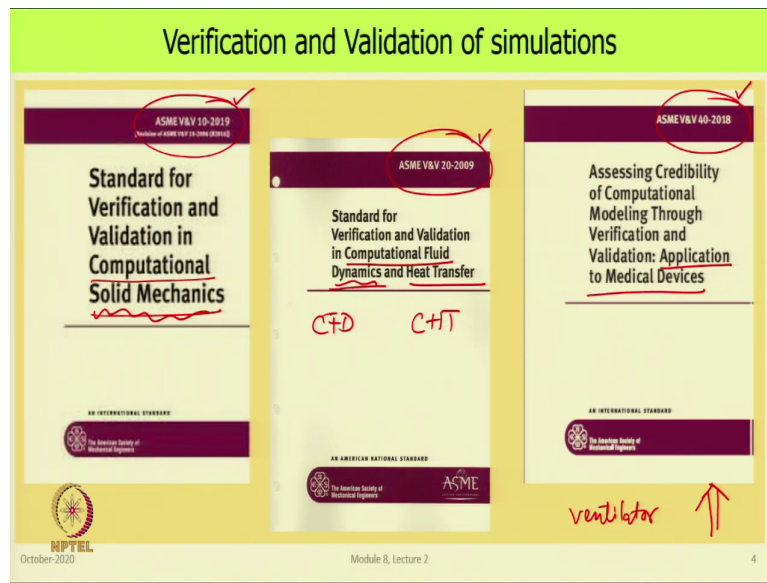 Verification and Validation of simulations
ASME V&V 10-2019
[Revision of ASME V&V 10-2006 (R2016)]
Standard for
Verification and
Validation in
Computational
Solid Mechanics
AN INTERNATIONAL STANDARD
The American Society of
Mechanical Engineers
ASME V&V 20-2009
Standard for
Verification and Validation
in Computational Fluid
Dynamics and Heat Transfer
CFD CHT
AN AMERICAN NATIONAL STANDARD
The American Society of
Mechanical Engineers
ASME
ASME V&V 40-2018
Assessing Credibility
of Computational
Modeling Through
Verification and
Validation: Application
to Medical Devices
AN INTERNATIONAL STANDARD
The American Society of
Mechanical Engineers
ventilator
NPTEL
October-2020
Module 8, Lecture 2
4